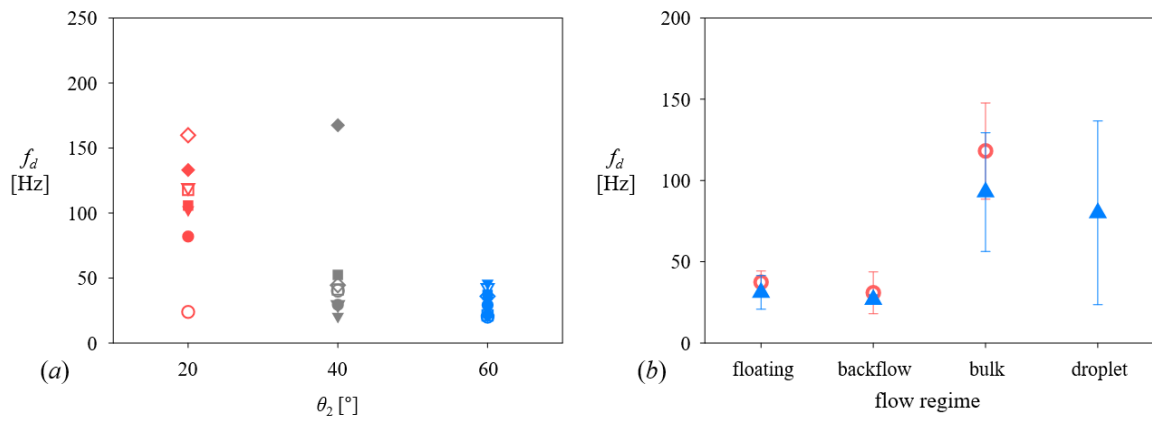 250
200
150
100
50
0
f_d
[Hz]
20
40
60
θ₂ [°]
(a)
200
150
100
50
0
f_d
[Hz]
floating backflow bulk droplet
flow regime
(b)